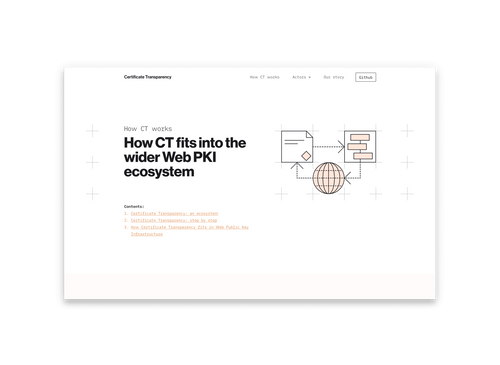 Certificate Transparency
How CT works
Actors
Our story
GitHub
How CT works
How CT fits into the
wider Web PKI
ecosystem
Contents:
1. Certificate Transparency: an ecosystem
2. Certificate Transparency: step by step
3. How Certificate Transparency fits in Web Public Key
Infrastructure